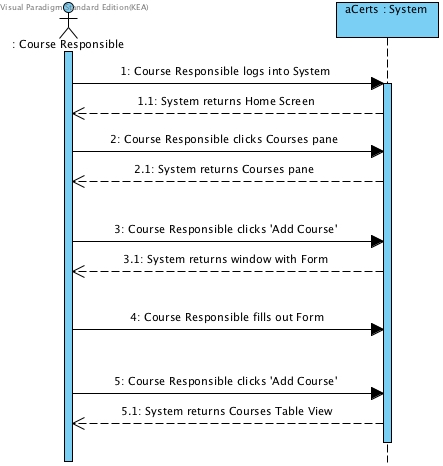 Visual Paradigm Standard Edition(KEA)
aCerts : System
: Course Responsible
1: Course Responsible logs into System
1.1: System returns Home Screen
2: Course Responsible clicks Courses pane
2.1: System returns Courses pane
3: Course Responsible clicks 'Add Course'
3.1: System returns window with Form
4: Course Responsible fills out Form
5: Course Responsible clicks 'Add Course'
5.1: System returns Courses Table View